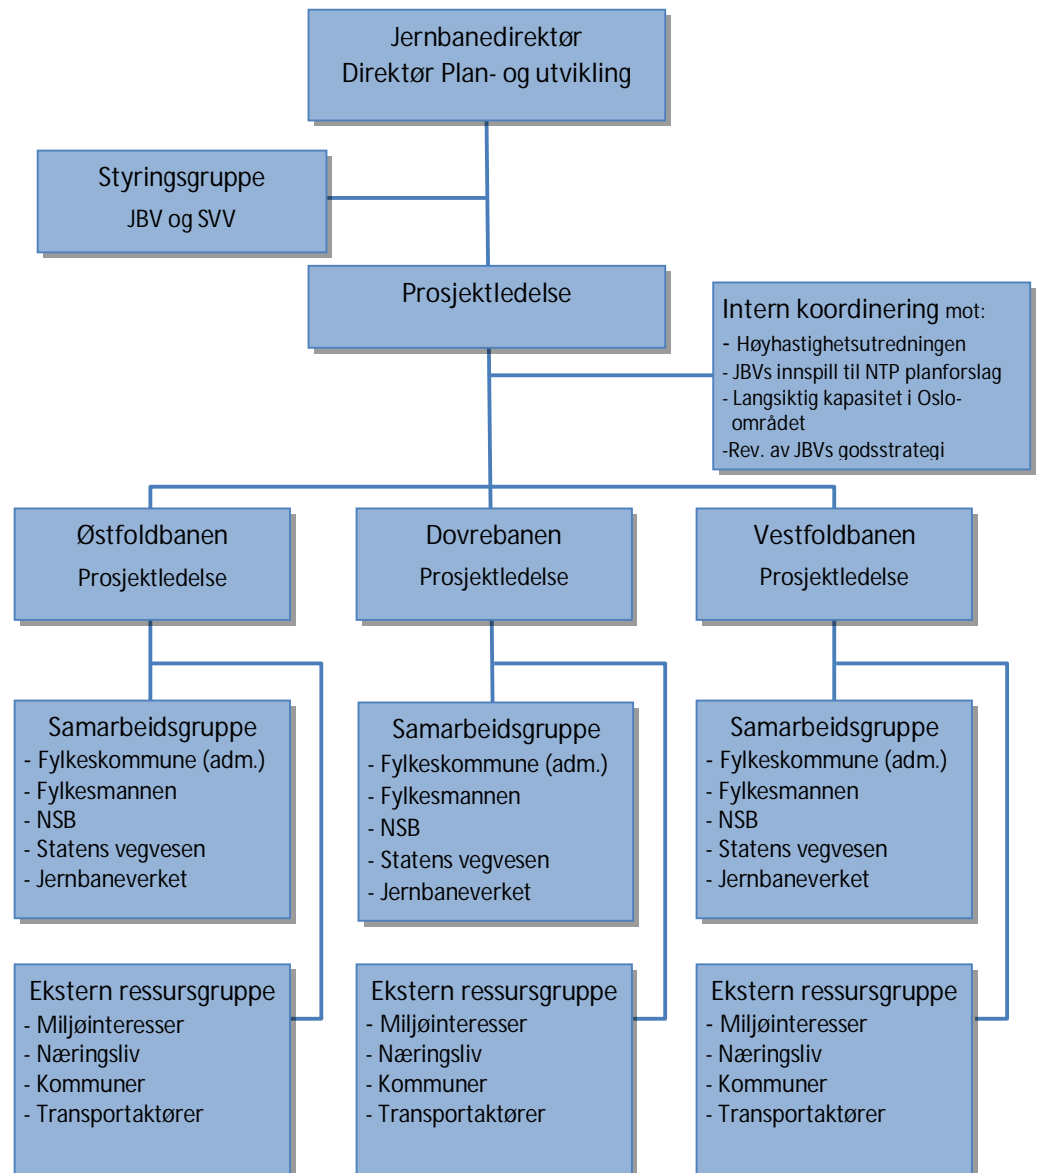 Jernbanedirektør
Direktør Plan- og utvikling
Styringsgruppe
JBV og SVV
Prosjektledelse
Intern koordinering mot:
- Høyhastighetsutredningen
- JBVs innspill til NTP planforslag
- Langsiktig kapasitet i Oslo-
området
-Rev. av JBVs godsstrategi
Østfoldbanen
Prosjektledelse
Dovrebanen
Prosjektledelse
Vestfoldbanen
Prosjektledelse
Samarbeidsgruppe
- Fylkeskommune (adm.)
- Fylkesmannen
- NSB
- Statens vegvesen
- Jernbaneverket
Samarbeidsgruppe
- Fylkeskommune (adm.)
- Fylkesmannen
- NSB
- Statens vegvesen
- Jernbaneverket
Samarbeidsgruppe
- Fylkeskommune (adm.)
- Fylkesmannen
- NSB
- Statens vegvesen
- Jernbaneverket
Ekstern ressursgruppe
- Miljøinteresser
- Næringsliv
- Kommuner
- Transportaktører
Ekstern ressursgruppe
- Miljøinteresser
- Næringsliv
- Kommuner
- Transportaktører
Ekstern ressursgruppe
- Miljøinteresser
- Næringsliv
- Kommuner
- Transportaktører